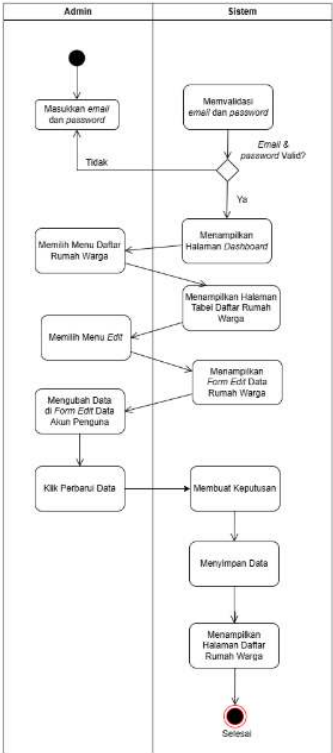 Admin
Sistem
Masukkan email
dan password
Memvalidasi
email dan password
Email &
password Valid?
Tidak
Ya
Menampilkan
Halaman Dashboard
Memilih Menu Daftar
Rumah Warga
Menampilkan Halaman
Tabel Daftar Rumah
Warga
Memilih Menu Edit
Menampilkan
Form Edit Data
Rumah Warga
Mengubah Data
di Form Edit Data
Akun Penguna
Klik Perbarui Data
Membuat Keputusan
Menyimpan Data
Menampilkan
Halaman Daftar
Rumah Warga
Selesai